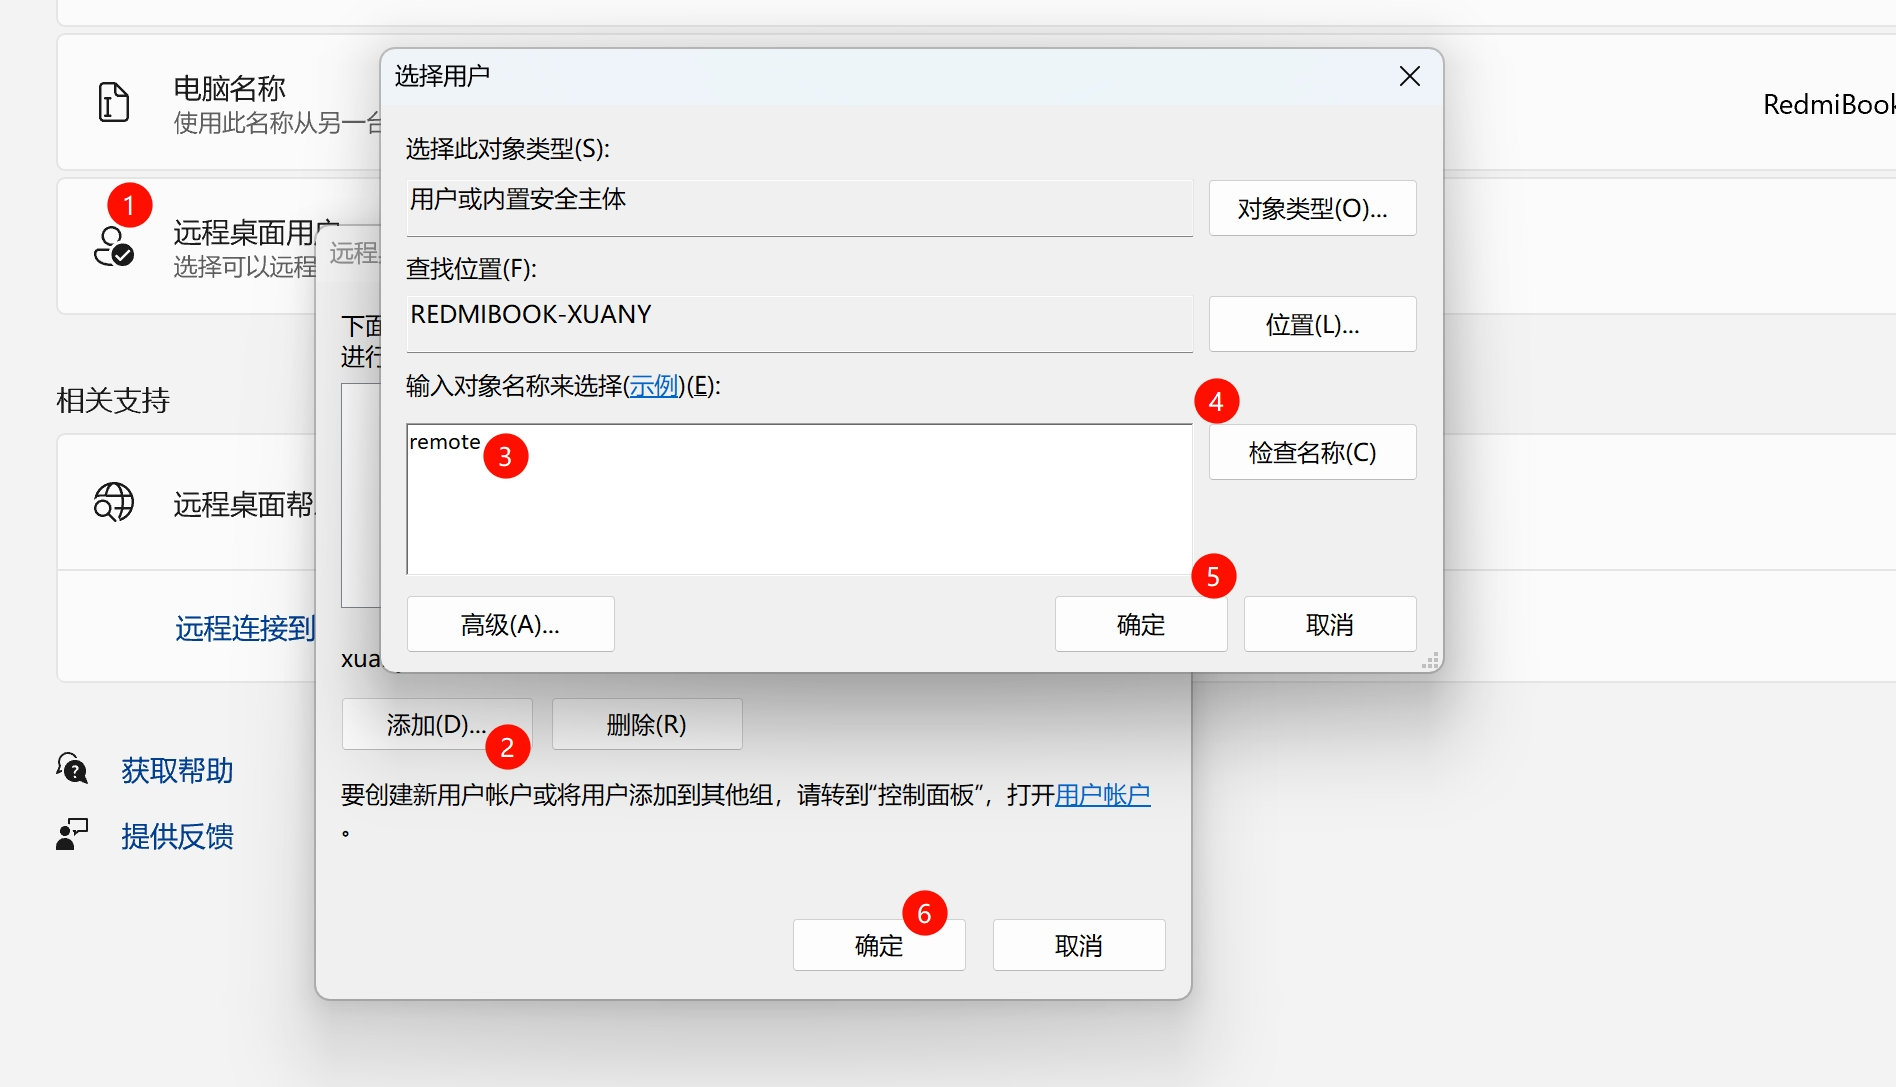 电脑名称
使用此名称从另一台
RedmiBook
1
远程桌面用户
选择可以远程
相关支持
远程桌面帮
远程连接到
获取帮助
提供反馈
远程
下面
进行
xua
添加(D)...
2
删除(R)
要创建新用户帐户或将用户添加到其他组，请转到“控制面板”，打开用户帐户
。
6
确定
取消
选择用户
选择此对象类型(S):
用户或内置安全主体
对象类型(O)...
查找位置(F):
REDMIBOOK-XUANY
位置(L)...
输入对象名称来选择(示例)(E):
4
remote
3
检查名称(C)
5
高级(A)...
确定
取消